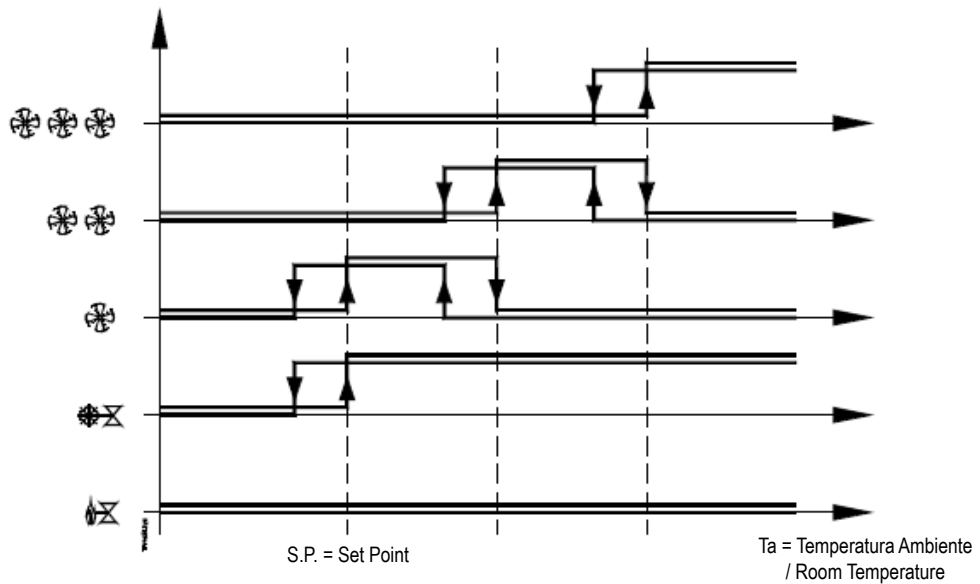 S.P. = Set Point
Ta = Temperatura Ambiente
/ Room Temperature